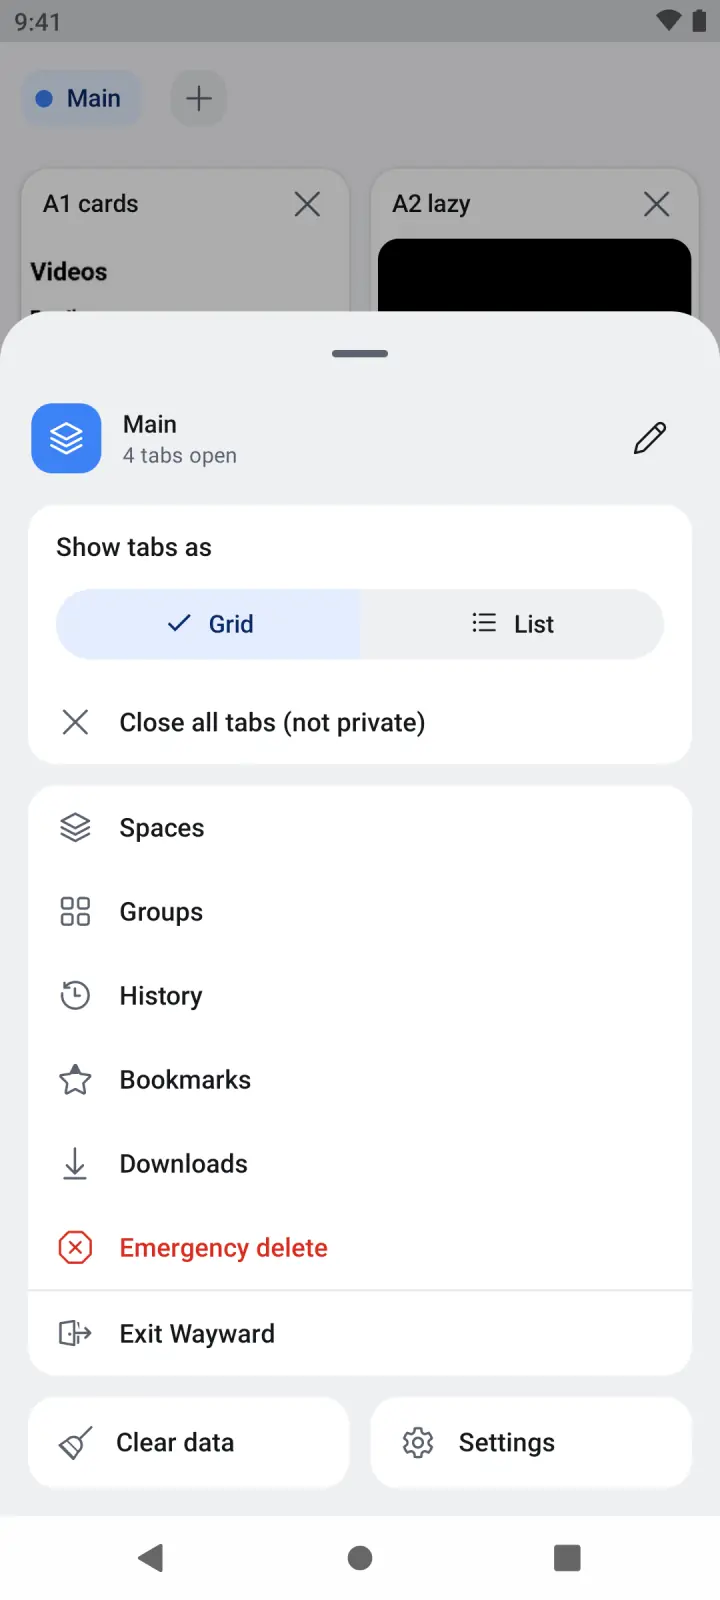 9:41
Main
A1 cards
A2 lazy
Videos
Main
4 tabs open
Show tabs as
Grid
List
Close all tabs (not private)
Spaces
Groups
History
Bookmarks
Downloads
Emergency delete
Exit Wayward
Clear data
Settings